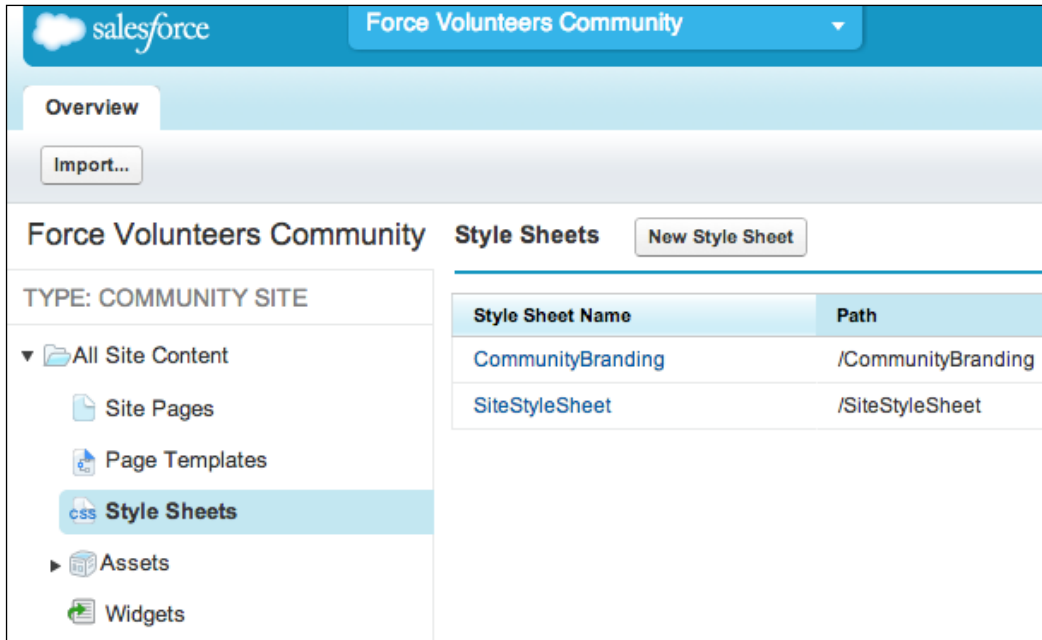 salesforce
Force Volunteers Community
Overview
Import...
Force Volunteers Community
TYPE: COMMUNITY SITE
All Site Content
Site Pages
Page Templates
css Style Sheets
Assets
Widgets
Style Sheets
New Style Sheet
Style Sheet Name Path
CommunityBranding /CommunityBranding
SiteStyleSheet /SiteStyleSheet